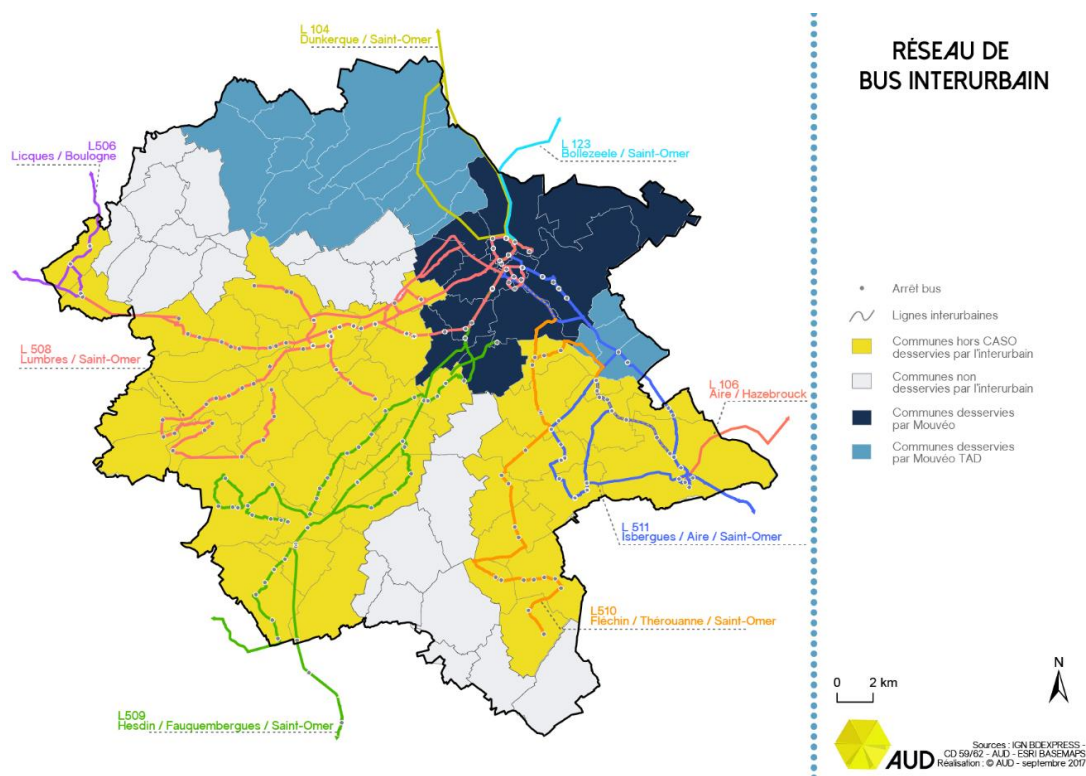 RÉSEAU DE
BUS INTERURBAIN
L 104
Dunkerque / Saint-Omer
L 123
Bollezeele / Saint-Omer
L506
Licques / Boulogne
L 508
Lumbres / Saint-Omer
L 106
Aire / Hazebrouck
L 511
Isbergues / Aire / Saint-Omer
L510
Fléchin / Thérouanne / Saint-Omer
L509
Hesdin / Fauquembergues / Saint-Omer
Arrêt bus
Lignes interurbaines
Communes hors CASO
desservies par l'interurbain
Communes non
desservies par l'interurbain
Communes desservies
par Mouvéo
Communes desservies
par Mouvéo TAD
0 2 km
N
AUD
Sources : IGN BDEXPRESS -
CD 59/62 - AUD - ESRI BASEMAPS
Réalisation : © AUD - septembre 2017